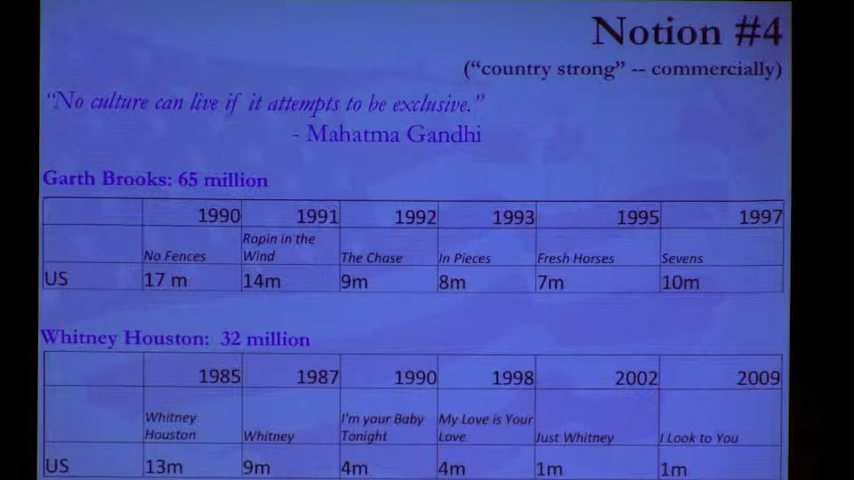 Notion #4
("country strong" -- commercially)
"No culture can live if it attempts to be exclusive."
- Mahatma Gandhi
Garth Brooks: 65 million
1990 1991 1992 1993 1995 1997
No Fences Ropin in the Wind The Chase In Pieces Fresh Horses Sevens
US 17 m 14m 9m 8m 7m 10m
Whitney Houston: 32 million
1985 1987 1990 1998 2002 2009
Whitney Houston Whitney I'm your Baby Tonight My Love is Your Love Just Whitney I Look to You
US 13m 9m 4m 4m 1m 1m